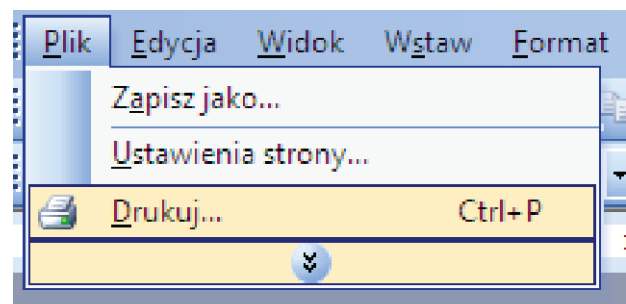 Plik Edycja Widok Wstaw Format
Zapisz jako...
Ustawienia strony...
Drukuj... Ctrl+P